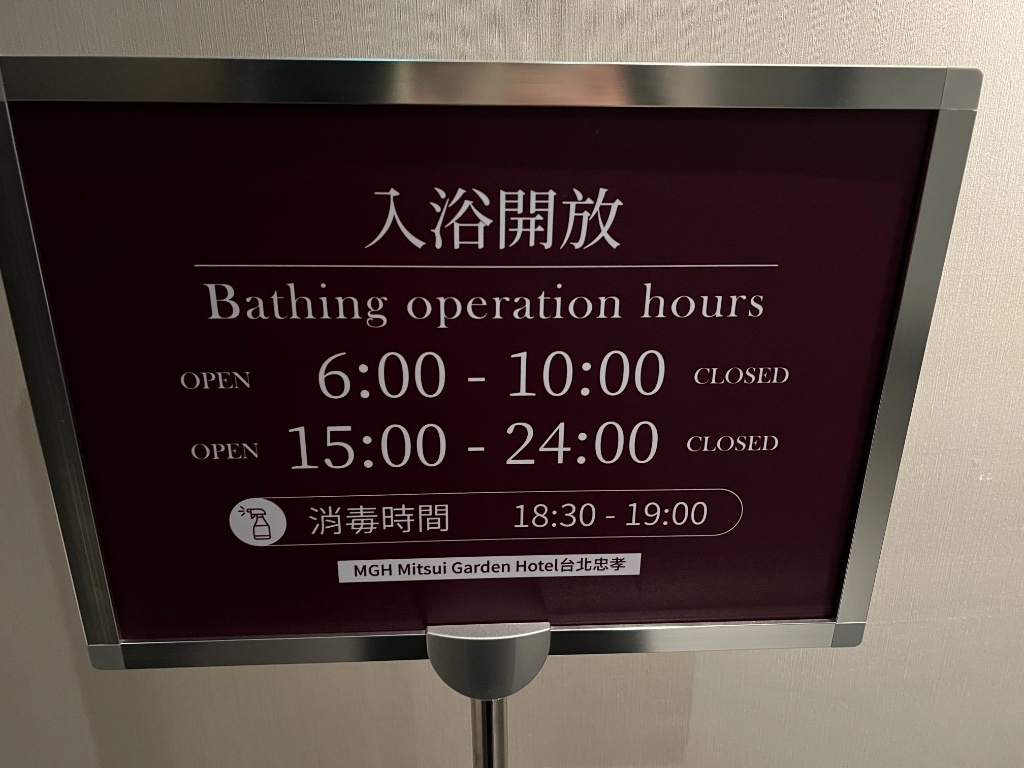 入浴開放
Bathing operation hours
OPEN 6:00 - 10:00 CLOSED
OPEN 15:00 - 24:00 CLOSED
消毒時間 18:30 - 19:00
MGH Mitsui Garden Hotel台北忠孝